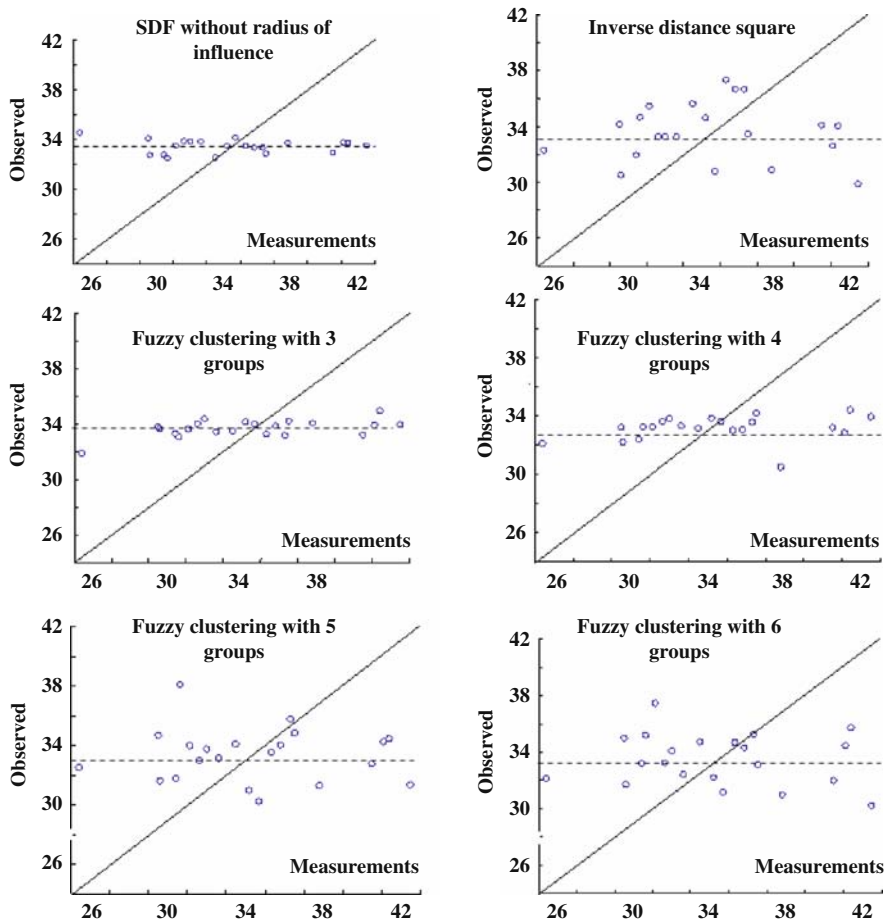 SDF without radius of
influence
42
38
34
30
26
Observed
Measurements
26 30 34 38 42
Inverse distance square
42
38
34
30
26
Observed
Measurements
26 30 34 38 42
Fuzzy clustering with 3
groups
42
38
34
30
26
Observed
Measurements
26 30 34 38
Fuzzy clustering with 4
groups
42
38
34
30
26
Observed
Measurements
26 30 34 38 42
Fuzzy clustering with 5
groups
42
38
34
30
26
Observed
Measurements
26 30 34 38 42
Fuzzy clustering with 6
groups
42
38
34
30
26
Observed
Measurements
26 30 34 38 42